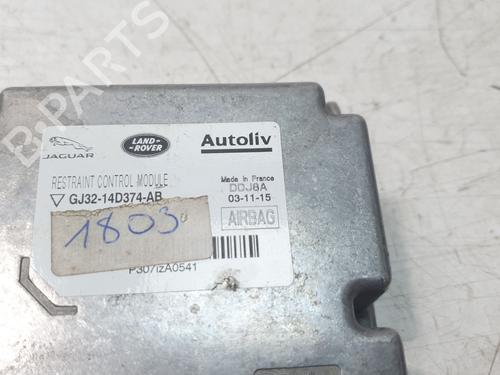 B-PARTS
JAGUAR
LAND-
ROVER
Autoliv
RESTRAINT CONTROL MODULE
GJ32-14D374-AB
Made in France
DDJ8A
03-11-15
AIRBAG
1803
P3071ZA0541